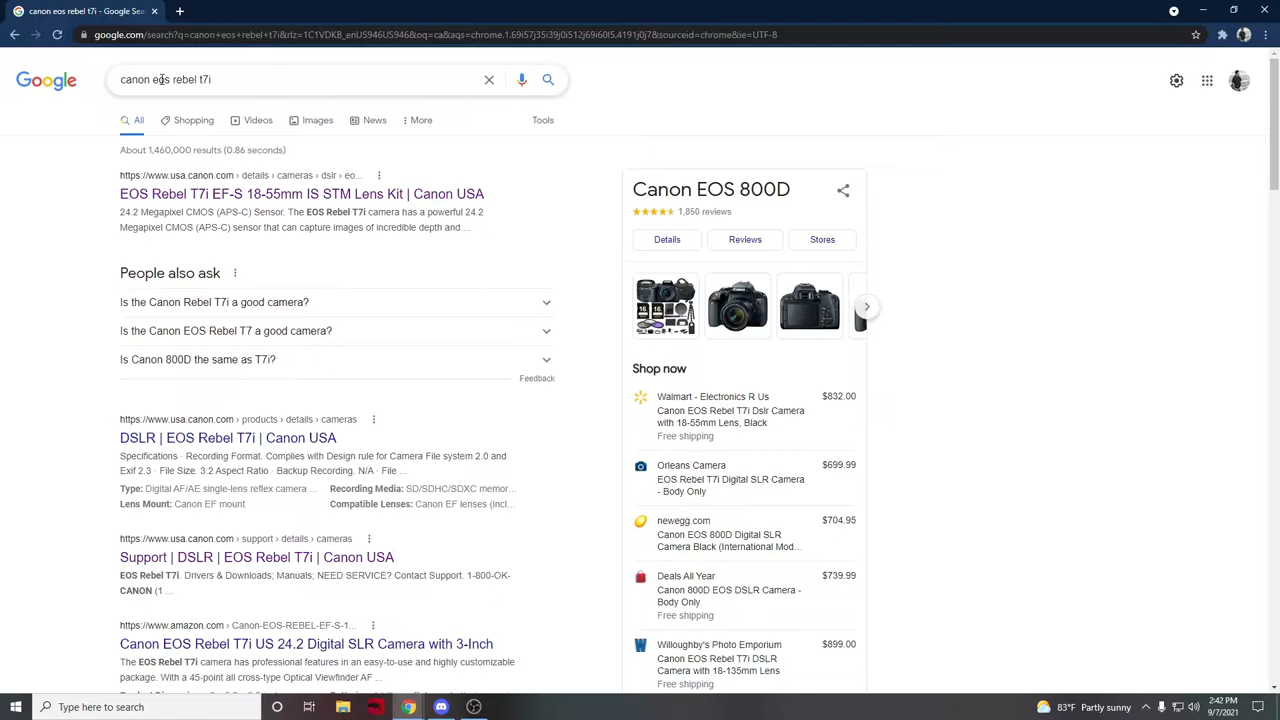 canon eos rebel t7i - Goo
google.com/search?q=canon+eos+rebel+t7i&rlz=1C1VDKB_enUS946US946&oq=ca&aqs=chrome.1.69i57j35i39j0i512j69i60l5.4191j0j7&sourceid=chrome&ie=UTF-8
Google
canon eos rebel t7i
All
Shopping
Videos
Images
News
More
Tools
About 1,460,000 results (0.86 seconds)
https://www.usa.canon.com › details › cameras › dslr › eo...
EOS Rebel T7i EF-S 18-55mm IS STM Lens Kit | Canon USA
24.2 Megapixel CMOS (APS-C) Sensor. The EOS Rebel T7i camera has a powerful 24.2
Megapixel CMOS (APS-C) sensor that can capture images of incredible depth and ...
People also ask
Is the Canon Rebel T7i a good camera?
Is the Canon EOS Rebel T a good camera?
Is Canon 800D the same as T7i?
Feedback
https://www.usa.canon.com › products › details › cameras
DSLR | EOS Rebel T7i | Canon USA
Specifications · Recording Format. Complies with Design rule for Camera File system 2.0 and
Exif 2.3 · File Size. 3:2 Aspect Ratio · Backup Recording. N/A · File ...
Type: Digital AF/AE single-lens reflex camera ...
Recording Media: SD/SDHC/SDXC memor...
Lens Mount: Canon EF mount
Compatible Lenses: Canon EF lenses (incl...
https://www.usa.canon.com › support › details › cameras
Support | DSLR | EOS Rebel T7i | Canon USA
EOS Rebel T7i. Drivers & Downloads; Manuals; NEED SERVICE? Contact Support. 1-800-OK-
CANON (1 ...
https://www.amazon.com › Canon-EOS-REBEL-EF-S-1...
Canon EOS Rebel T7i US 24.2 Digital SLR Camera with 3-Inch
The EOS Rebel T7i camera has professional features in an easy-to-use and highly customizable
package. With a 45-point all cross-type Optical Viewfinder AF ...
Canon EOS 800D
1,850 reviews
Details
Reviews
Stores
Shop now
Walmart - Electronics R Us
$832.00
Canon EOS Rebel T7i Dslr Camera
with 18-55mm Lens, Black
Free shipping
Orleans Camera
$699.99
EOS Rebel T7i Digital SLR Camera
- Body Only
newegg.com
$704.95
Canon EOS 800D Digital SLR
Camera Black (International Mod...
Deals All Year
$739.99
Canon 800D EOS DSLR Camera -
Body Only
Free shipping
Willoughby's Photo Emporium
$899.00
Canon EOS Rebel T7i DSLR
Camera with 18-135mm Lens
Free shipping
Type here to search
83°F Partly sunny
2:42 PM
9/7/2021